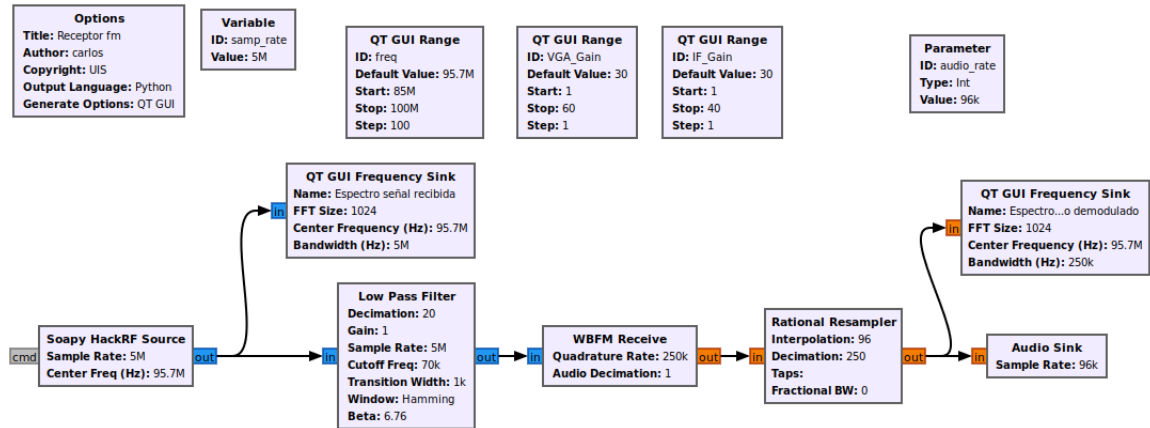 Options
Title: Receptor fm
Author: carlos
Copyright: UIS
Output Language: Python
Generate Options: QT GUI
Variable
ID: samp_rate
Value: 5M
QT GUI Range
ID: freq
Default Value: 95.7M
Start: 85M
Stop: 100M
Step: 100
QT GUI Range
ID: VGA_Gain
Default Value: 30
Start: 1
Stop: 60
Step: 1
QT GUI Range
ID: IF_Gain
Default Value: 30
Start: 1
Stop: 40
Step: 1
Parameter
ID: audio_rate
Type: Int
Value: 96k
in
QT GUI Frequency Sink
Name: Espectro señal recibida
FFT Size: 1024
Center Frequency (Hz): 95.7M
Bandwidth (Hz): 5M
in
QT GUI Frequency Sink
Name: Espectro...o demodulado
FFT Size: 1024
Center Frequency (Hz): 95.7M
Bandwidth (Hz): 250k
cmd
Soapy HackRF Source
Sample Rate: 5M
Center Freq (Hz): 95.7M
out
in
Low Pass Filter
Decimation: 20
Gain: 1
Sample Rate: 5M
Cutoff Freq: 70k
Transition Width: 1k
Window: Hamming
Beta: 6.76
out
in
WBFM Receive
Quadrature Rate: 250k
Audio Decimation: 1
out
in
Rational Resampler
Interpolation: 96
Decimation: 250
Taps:
Fractional BW: 0
out
in
Audio Sink
Sample Rate: 96k